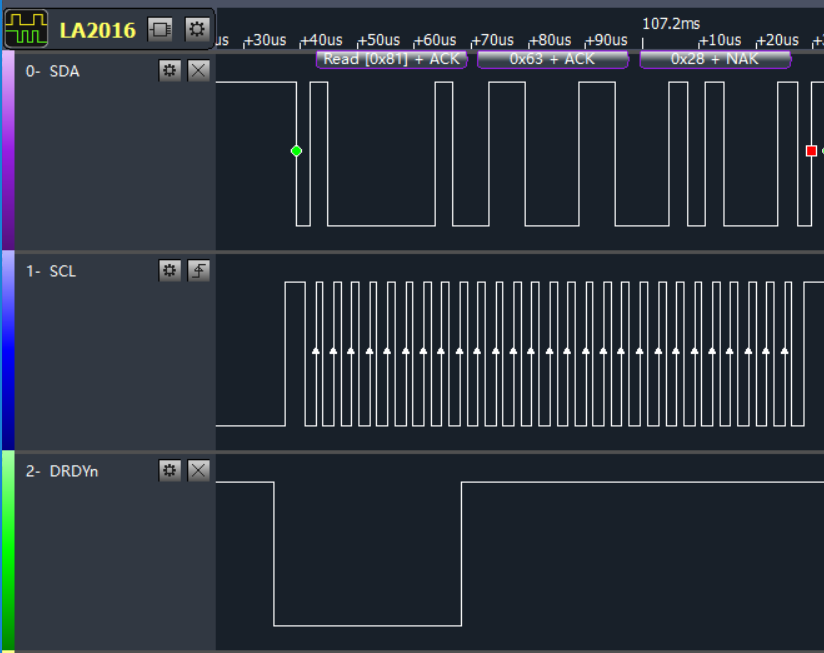 LA2016
107.2ms
us +30us +40us +50us +60us +70us +80us +90us +10us +20us
Read [0x81] + ACK 0x63 + ACK 0x28 + NAK
0- SDA
1- SCL
2- DRDYn